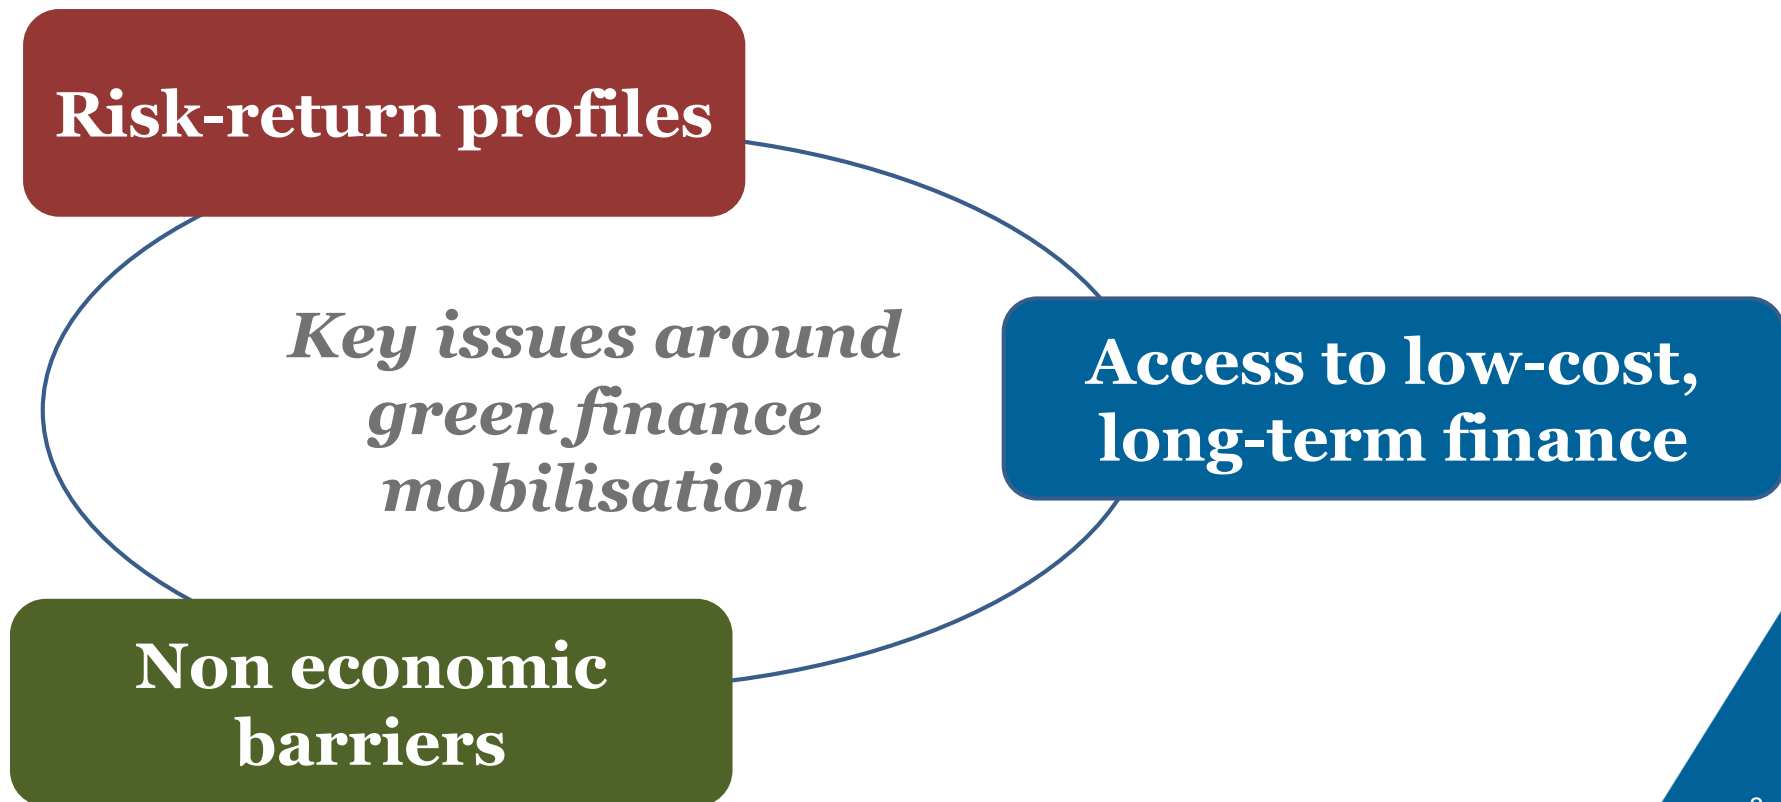 Risk-return profiles
Key issues around
green finance
mobilisation
Access to low-cost,
long-term finance
Non economic
barriers